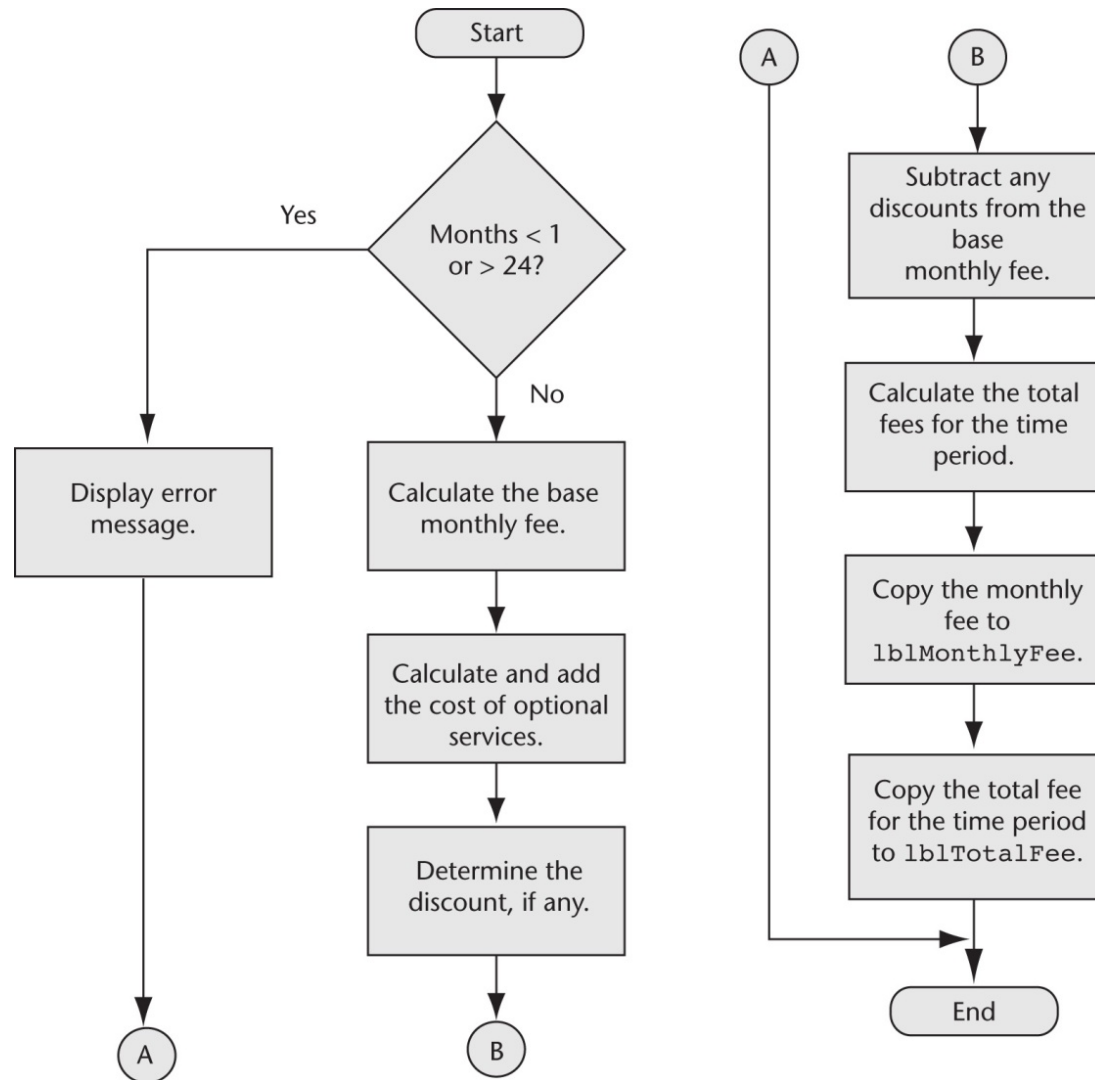 Start
Yes
Months < 1
or > 24?
No
Display error
message.
Calculate the base
monthly fee.
Calculate and add
the cost of optional
services.
Determine the
discount, if any.
A
B
A
B
Subtract any
discounts from the
base
monthly fee.
Calculate the total
fees for the time
period.
Copy the monthly
fee to
lblMonthlyFee.
Copy the total fee
for the time period
to lblTotalFee.
End